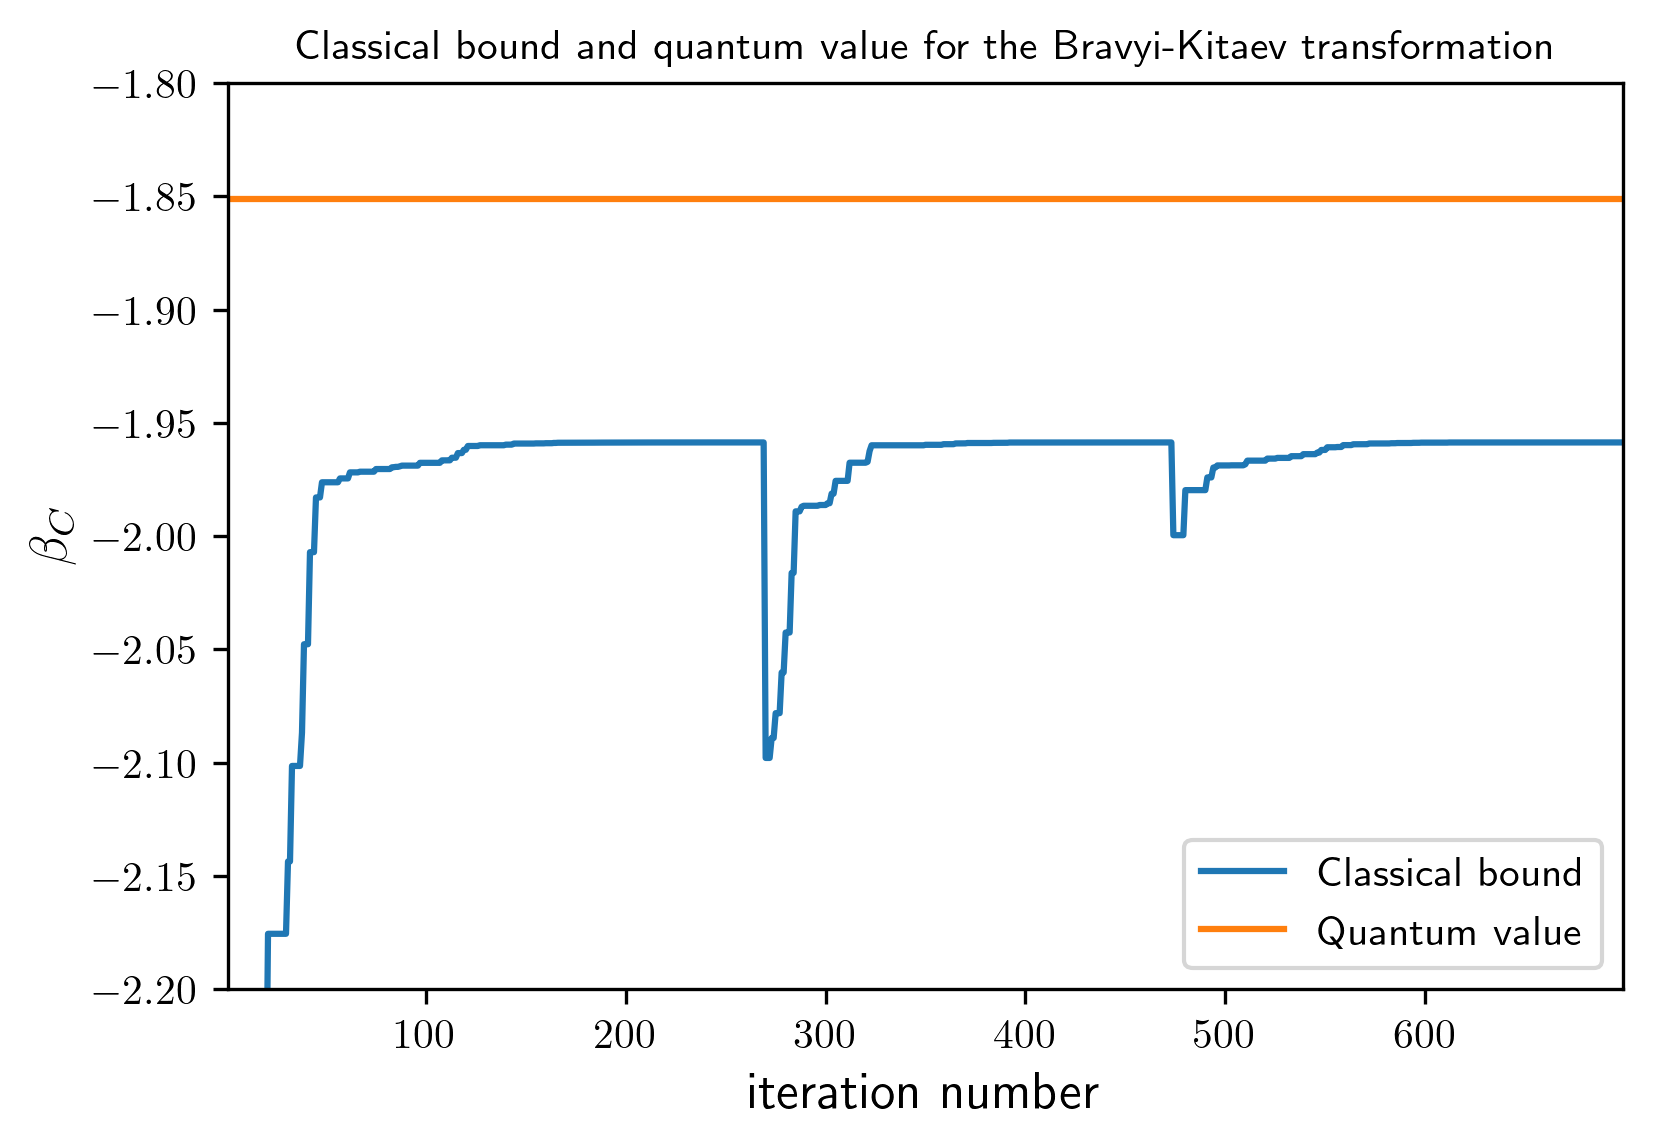 Classical bound and quantum value for the Bravyi-Kitaev transformation
−1.80
−1.85
−1.90
−1.95
−2.00
−2.05
−2.10
−2.15
−2.20
βC
100 200 300 400 500 600
iteration number
Classical bound
Quantum value